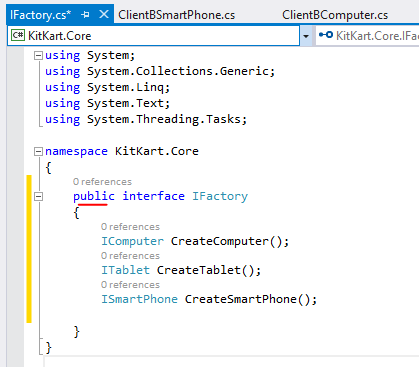 IFactory.cs* ClientBSmartPhone.cs ClientBComputer.cs
C# KitKart.Core KitKart.Core.IFa
using System;
using System.Collections.Generic;
using System.Linq;
using System.Text;
using System.Threading.Tasks;
namespace KitKart.Core
{
0 references
public interface IFactory
{
0 references
IComputer CreateComputer();
0 references
ITablet CreateTablet();
0 references
ISmartPhone CreateSmartPhone();
}
}